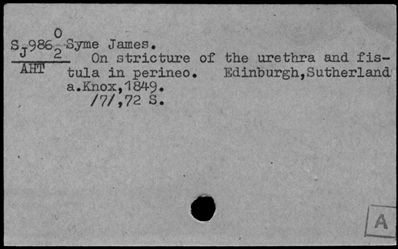 O
SJ986 Syme James.
2 On stricture of the urethra and fis-
AHT tula in perineo. Edinburgh,Sutherland
a.Knox,1849.
/7/,72 S.
A